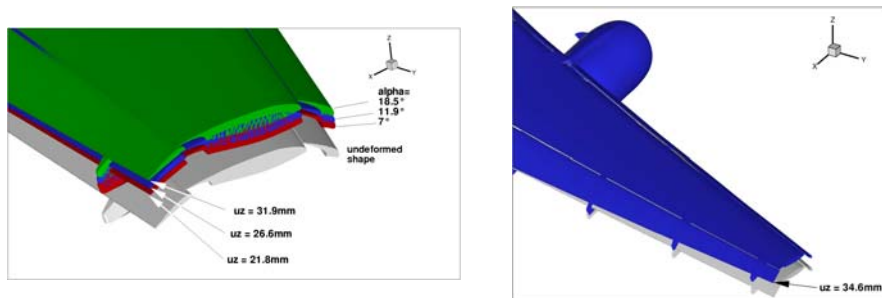 Z
X
Y
alpha=
18.5°
11.9°
7°
undeformed
shape
uz = 31.9mm
uz = 26.6mm
uz = 21.8mm
Z
X
Y
uz = 34.6mm